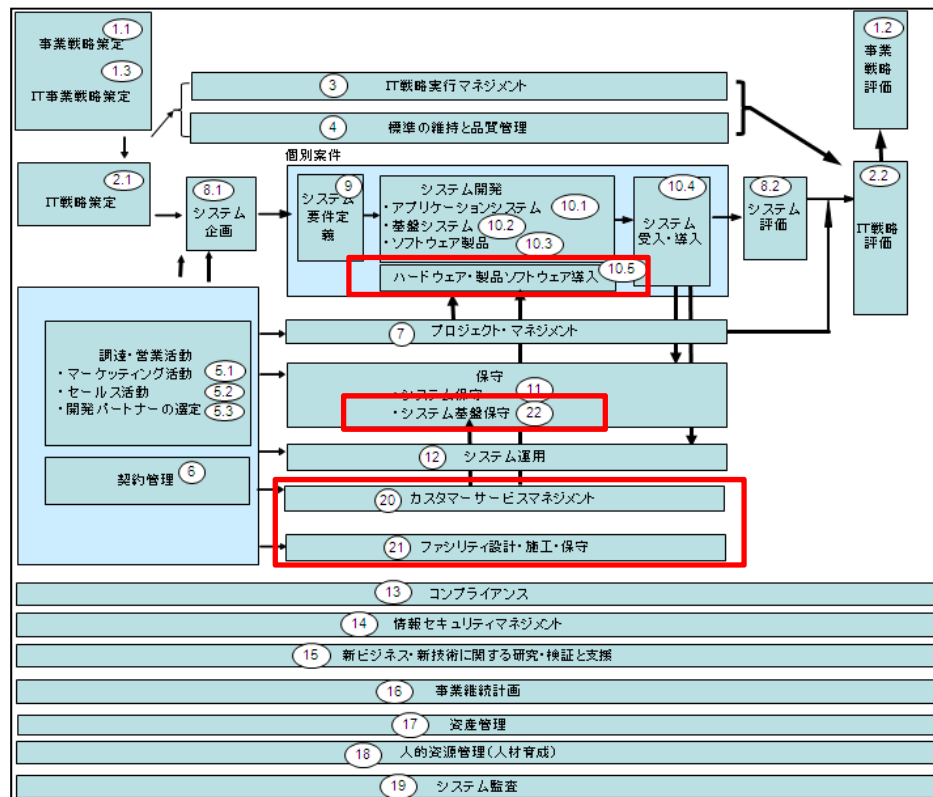 1.1
事業戦略策定
1.3
IT事業戦略策定
1.2
事業
戦略
評価
3 IT戦略実行マネジメント
4 標準の維持と品質管理
2.1
IT戦略策定
8.1
システム
企画
個別案件
9
システム
要件定
義
システム開発
・アプリケーションシステム 10.1
・基盤システム 10.2
・ソフトウェア製品 10.3
ハードウェア・製品ソフトウェア導入 10.5
10.4
システム
受入・導入
8.2
システム
評価
2.2
IT戦略
評価
7 プロジェクト・マネジメント
調達・営業活動
・マーケッティング活動 5.1
・セールス活動 5.2
・開発パートナーの選定 5.3
契約管理 6
保守
・システム保守 11
・システム基盤保守 22
12 システム運用
20 カスタマーサービスマネジメント
21 ファシリティ設計・施工・保守
13 コンプライアンス
14 情報セキュリティマネジメント
15 新ビジネス・新技術に関する研究・検証と支援
16 事業継続計画
17 資産管理
18 人的資源管理(人材育成)
19 システム監査